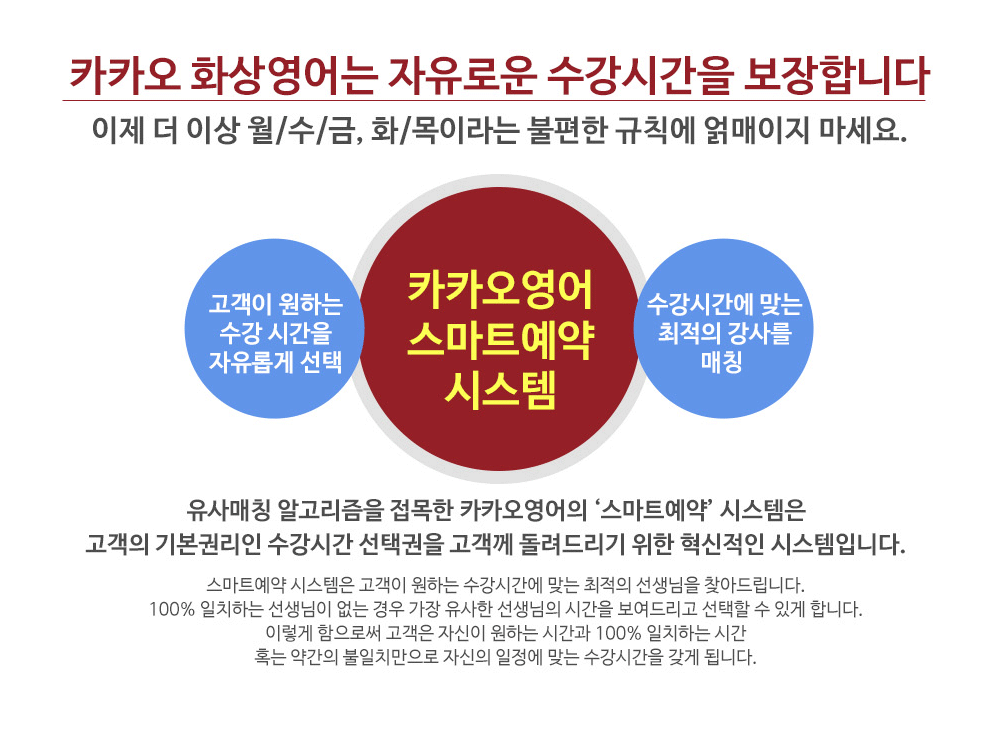 카카오 화상영어는 자유로운 수강시간을 보장합니다
이제 더 이상 월/수/금, 화/목이라는 불편한 규칙에 얽매이지 마세요.
고객이 원하는
수강 시간을
자유롭게 선택
카카오영어
스마트예약
시스템
수강시간에 맞는
최적의 강사를
매칭
유사매칭 알고리즘을 접목한 카카오영어의 ‘스마트예약’ 시스템은
고객의 기본권리인 수강시간 선택권을 고객께 돌려드리기 위한 혁신적인 시스템입니다.
스마트예약 시스템은 고객이 원하는 수강시간에 맞는 최적의 선생님을 찾아드립니다.
100% 일치하는 선생님이 없는 경우 가장 유사한 선생님의 시간을 보여드리고 선택할 수 있게 합니다.
이렇게 함으로써 고객은 자신이 원하는 시간과 100% 일치하는 시간
혹는 약간의 불일치만으로 자신의 일정에 맞는 수강시간을 갖게 됩니다.